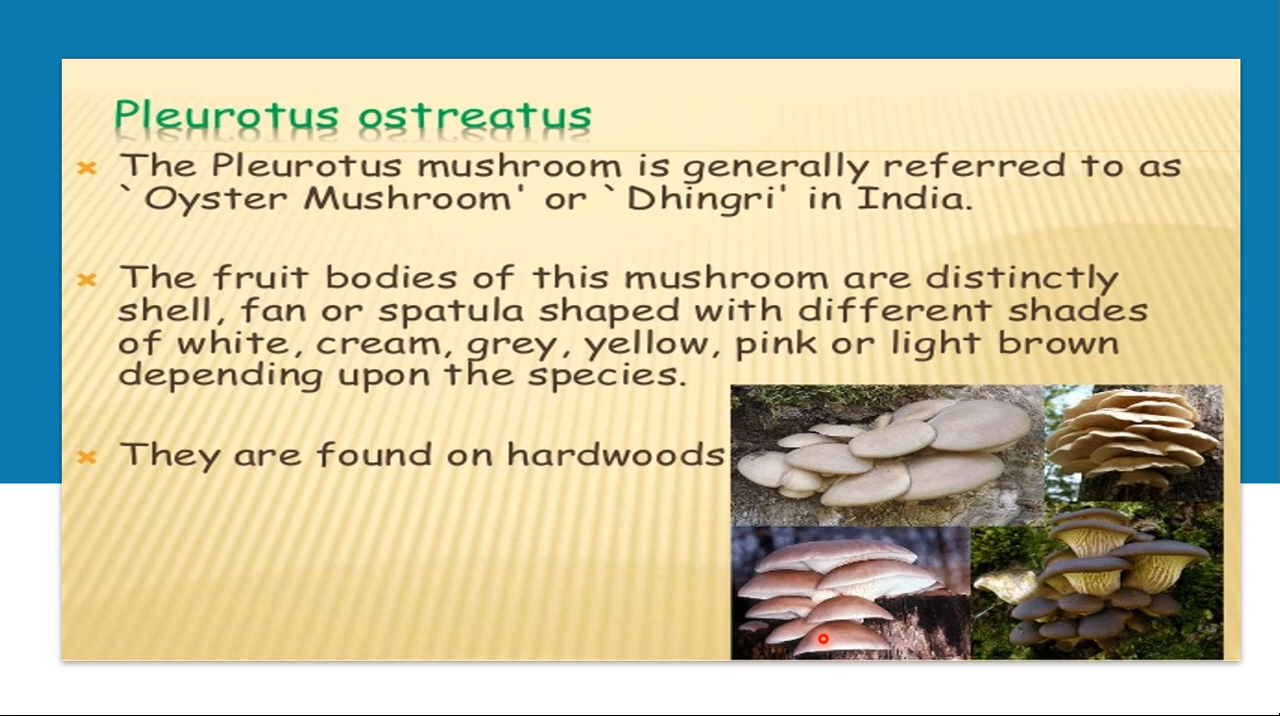 Pleurotus ostreatus
The Pleurotus mushroom is generally referred to as
`Oyster Mushroom' or `Dhingri' in India.
The fruit bodies of this mushroom are distinctly
shell, fan or spatula shaped with different shades
of white, cream, grey, yellow, pink or light brown
depending upon the species.
They are found on hardwoods